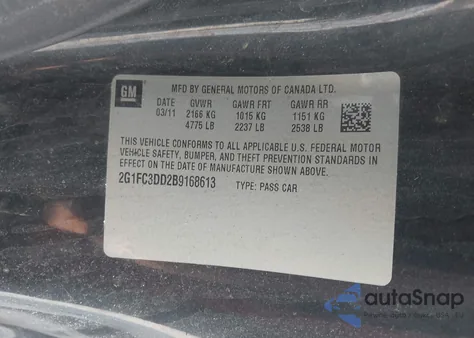 GM
MFD BY GENERAL MOTORS OF CANADA LTD.
DATE GVWR GAWR FRT GAWR RR
03/11 2166 KG 1015 KG 1151 KG
4775 LB 2237 LB 2538 LB
THIS VEHICLE CONFORMS TO ALL APPLICABLE U.S. FEDERAL MOTOR
VEHICLE SAFETY, BUMPER, AND THEFT PREVENTION STANDARDS IN
EFFECT ON THE DATE OF MANUFACTURE SHOWN ABOVE.
2G1FC3DD2B9168613 TYPE: PASS CAR
autoSnap